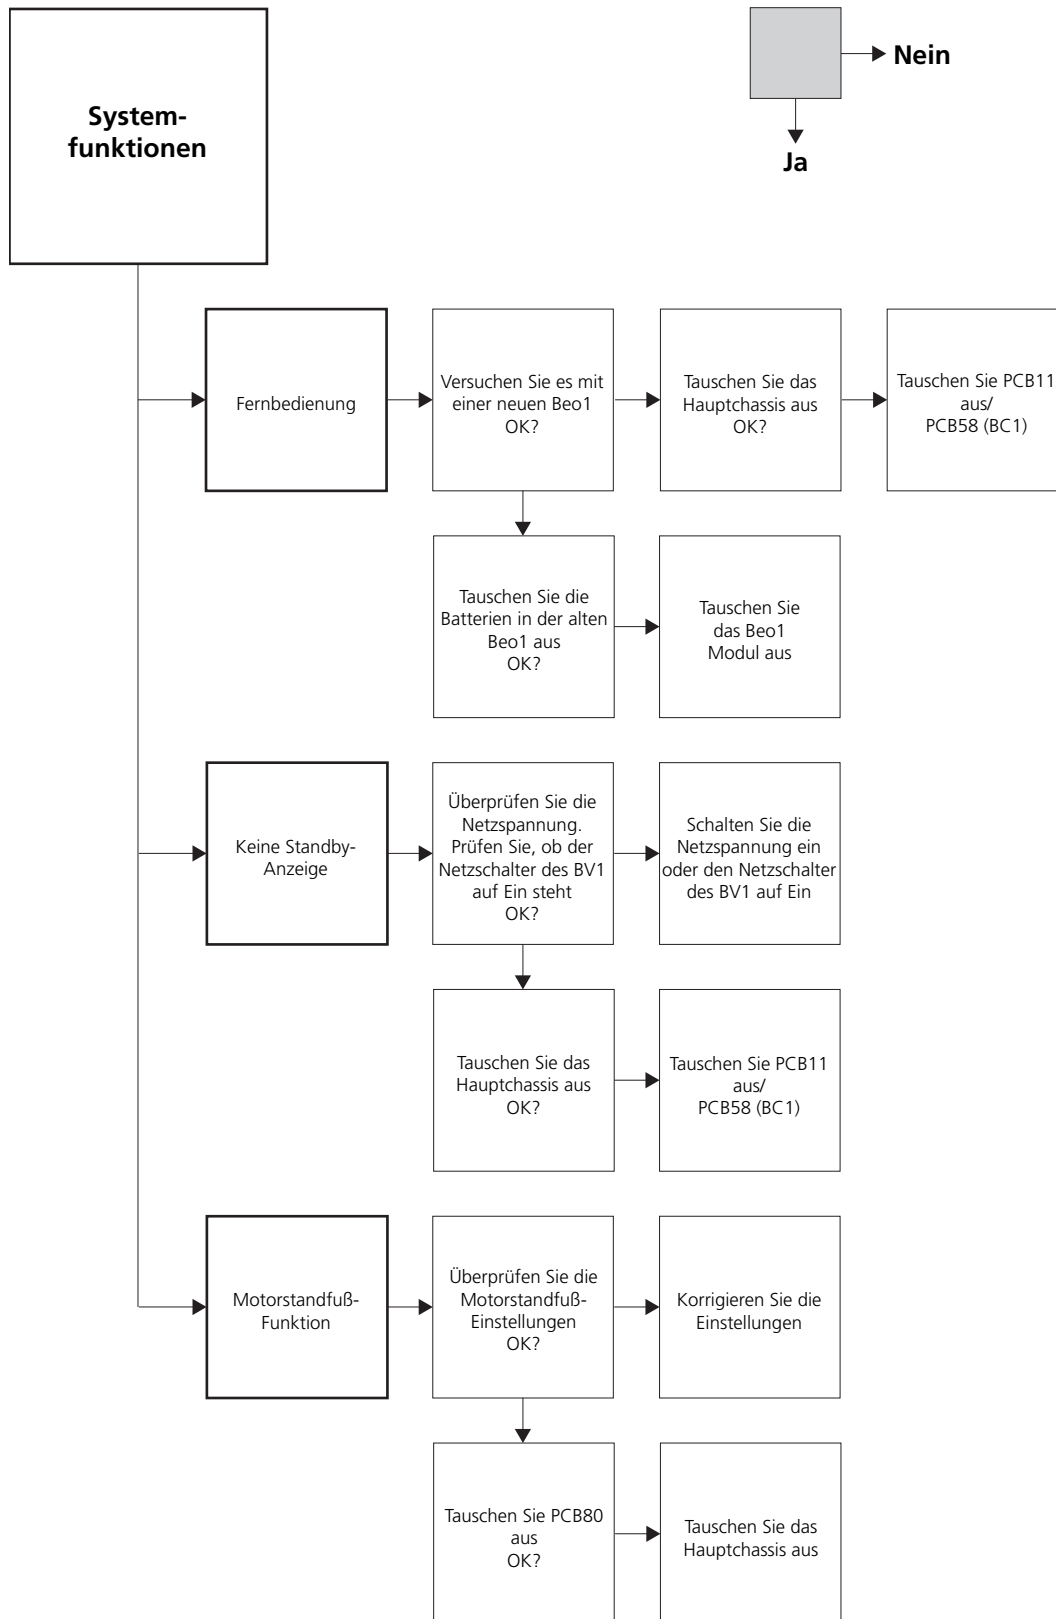 System-
funktionen
Nein
Ja
Fernbedienung
Versuchen Sie es mit
einer neuen Beo1
OK?
Tauschen Sie das
Hauptchassis aus
OK?
Tauschen Sie PCB11
aus/
PCB58 (BC1)
Tauschen Sie die
Batterien in der alten
Beo1 aus
OK?
Tauschen Sie
das Beo1
Modul aus
Keine Standby-
Anzeige
Überprüfen Sie die
Netzspannung.
Prüfen Sie, ob der
Netzschalter des BV1
auf Ein steht
OK?
Schalten Sie die
Netzspannung ein
oder den Netzschalter
des BV1 auf Ein
Tauschen Sie das
Hauptchassis aus
OK?
Tauschen Sie PCB11
aus/
PCB58 (BC1)
Motorstandfuß-
Funktion
Überprüfen Sie die
Motorstandfuß-
Einstellungen
OK?
Korrigieren Sie die
Einstellungen
Tauschen Sie PCB80
aus
OK?
Tauschen Sie das
Hauptchassis aus